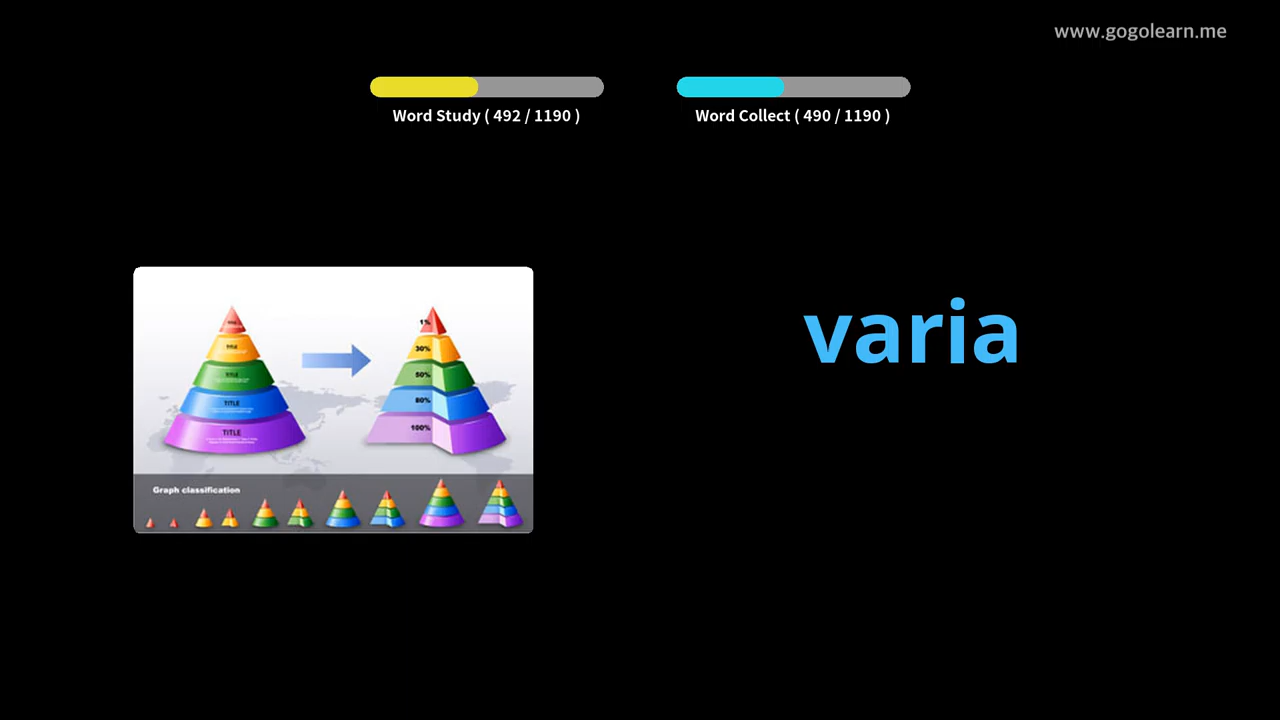 www.gogolearn.me
Word Study ( 492 / 1190 )
Word Collect ( 490 / 1190 )
varia
1%
TITLE
30%
TITLE
50%
TITLE
80%
TITLE
100%
Graph classification